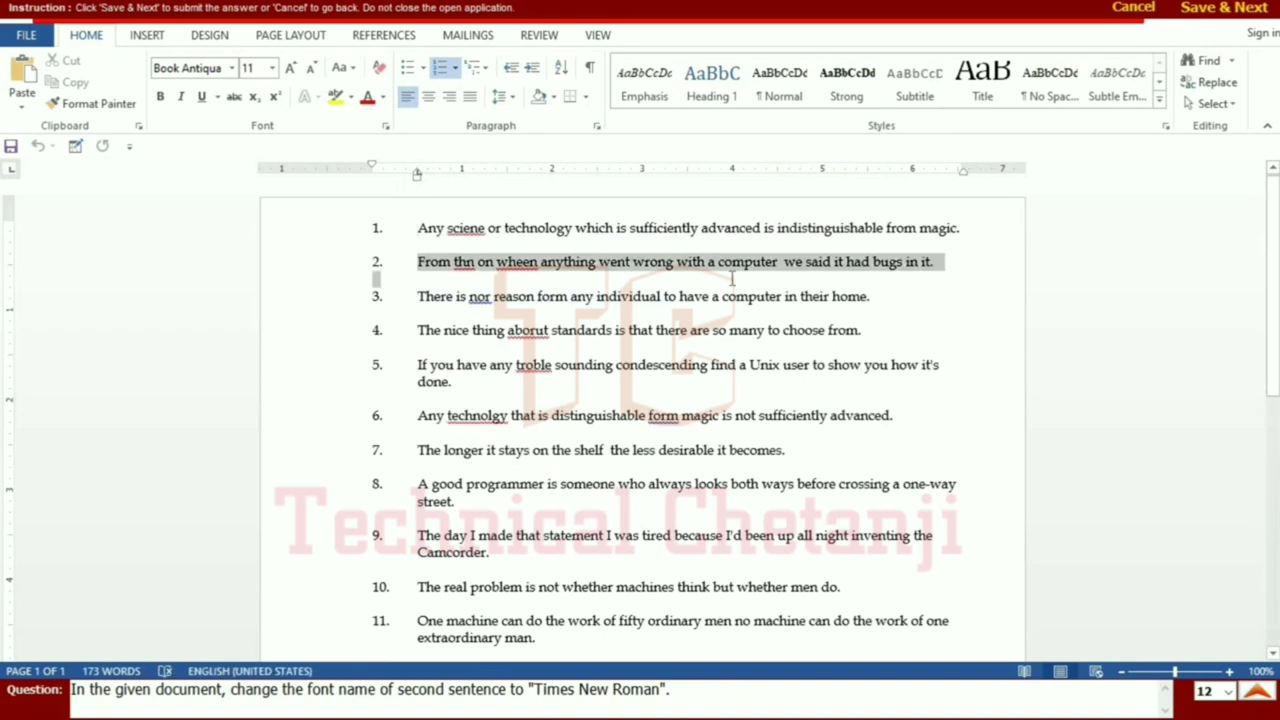 Instruction : Click 'Save & Next' to submit the answer or 'Cancel' to go back. Do not close the open application.
Cancel Save & Next
FILE HOME INSERT DESIGN PAGE LAYOUT REFERENCES MAILINGS REVIEW VIEW Sign in
Paste Cut Copy Format Painter
Clipboard
Book Antiqua 11
Font
Paragraph
AaBbCcDc AaBbC AaBbCcDc AaBbCcDd AaBbCcD AaB AaBbCcDc AaBbCcDc
Emphasis Heading 1 ¶ Normal Strong Subtitle Title ¶ No Spac... Subtle Em...
Styles
Find
Replace
Select
Editing
1 1 2 3 4 5 6 7
1. Any sciene or technology which is sufficiently advanced is indistinguishable from magic.
2. From thn on wheen anything went wrong with a computer we said it had bugs in it.
3. There is nor reason form any individual to have a computer in their home.
4. The nice thing aborut standards is that there are so many to choose from.
5. If you have any troble sounding condescending find a Unix user to show you how it's
done.
6. Any technolgy that is distinguishable form magic is not sufficiently advanced.
7. The longer it stays on the shelf the less desirable it becomes.
8. A good programmer is someone who always looks both ways before crossing a one-way
street.
9. The day I made that statement I was tired because I'd been up all night inventing the
Camcorder.
10. The real problem is not whether machines think but whether men do.
11. One machine can do the work of fifty ordinary men no machine can do the work of one
extraordinary man.
Technical Chetanji
PAGE 1 OF 1 173 WORDS ENGLISH (UNITED STATES) 100%
Question: In the given document, change the font name of second sentence to "Times New Roman".
12